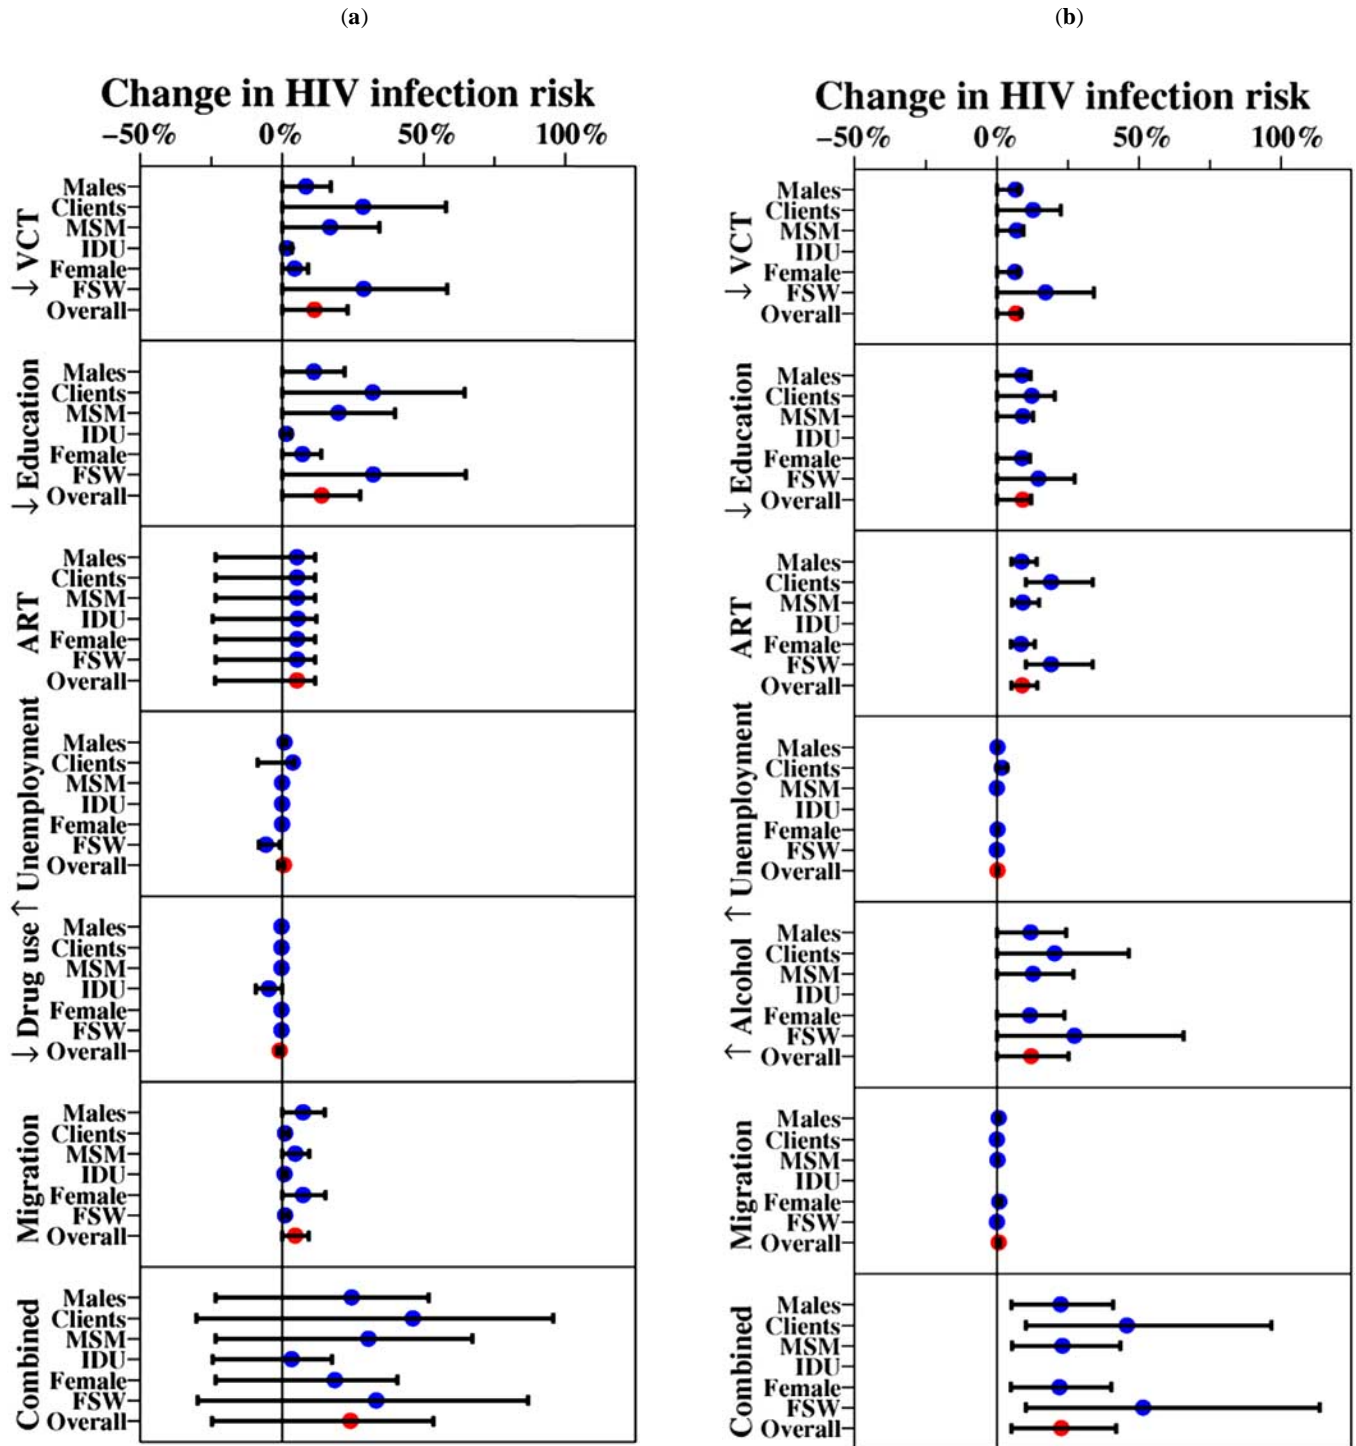 (a)
Change in HIV infection risk
−50% 0% 50% 100%
↓ VCT
Males
Clients
MSM
IDU
Female
FSW
Overall
↓ Education
Males
Clients
MSM
IDU
Female
FSW
Overall
ART
Males
Clients
MSM
IDU
Female
FSW
Overall
↑ Unemployment
Males
Clients
MSM
IDU
Female
FSW
Overall
↓ Drug use
Males
Clients
MSM
IDU
Female
FSW
Overall
Migration
Males
Clients
MSM
IDU
Female
FSW
Overall
Combined
Males
Clients
MSM
IDU
Female
FSW
Overall
(b)
Change in HIV infection risk
−50% 0% 50% 100%
↓ VCT
Males
Clients
MSM
IDU
Female
FSW
Overall
↓ Education
Males
Clients
MSM
IDU
Female
FSW
Overall
ART
Males
Clients
MSM
IDU
Female
FSW
Overall
↑ Unemployment
Males
Clients
MSM
IDU
Female
FSW
Overall
↑ Alcohol
Males
Clients
MSM
IDU
Female
FSW
Overall
Migration
Males
Clients
MSM
IDU
Female
FSW
Overall
Combined
Males
Clients
MSM
IDU
Female
FSW
Overall